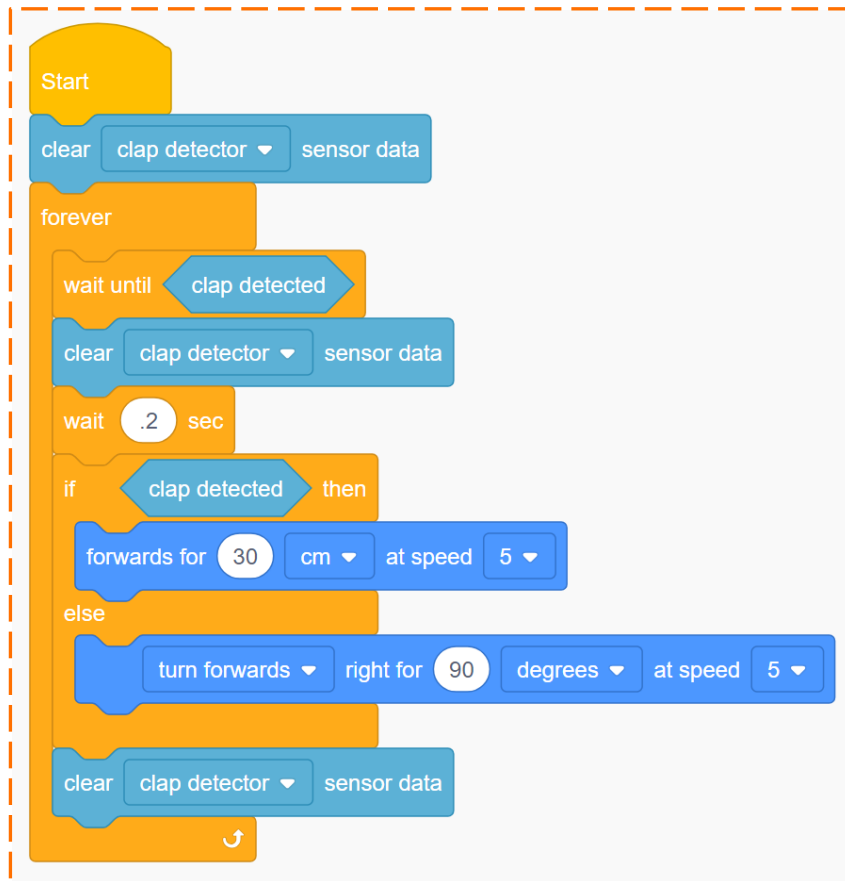 Start
clear clap detector sensor data
forever
wait until clap detected
clear clap detector sensor data
wait .2 sec
if clap detected then
forwards for 30 cm at speed 5
else
turn forwards right for 90 degrees at speed 5
clear clap detector sensor data